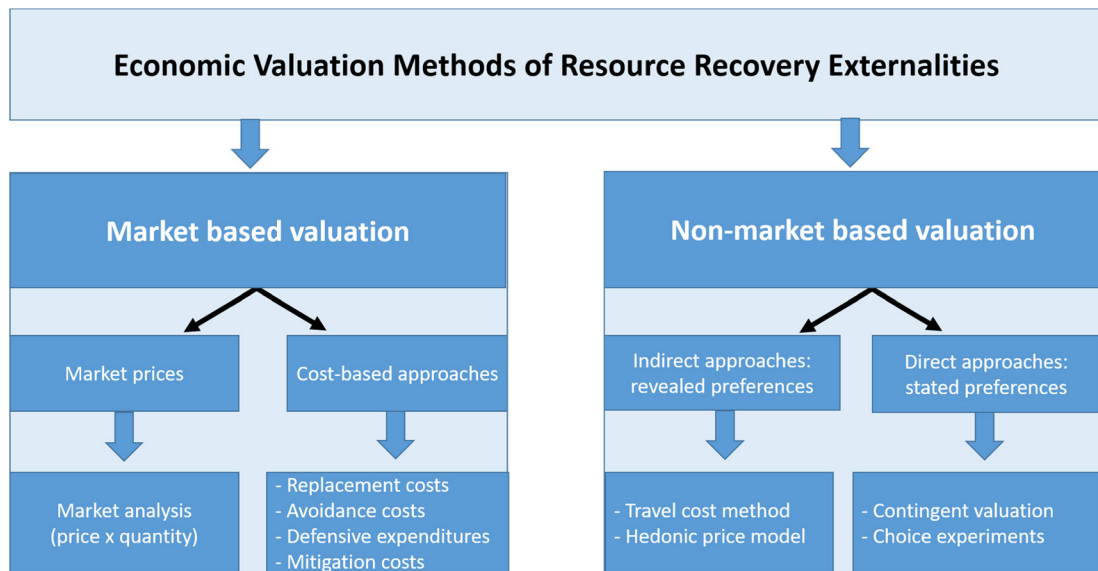 Economic Valuation Methods of Resource Recovery Externalities
Market based valuation
Non-market based valuation
Market prices
Cost-based approaches
Indirect approaches:
revealed preferences
Direct approaches:
stated preferences
Market analysis
(price x quantity)
- Replacement costs
- Avoidance costs
- Defensive expenditures
- Mitigation costs
- Travel cost method
- Hedonic price model
- Contingent valuation
- Choice experiments